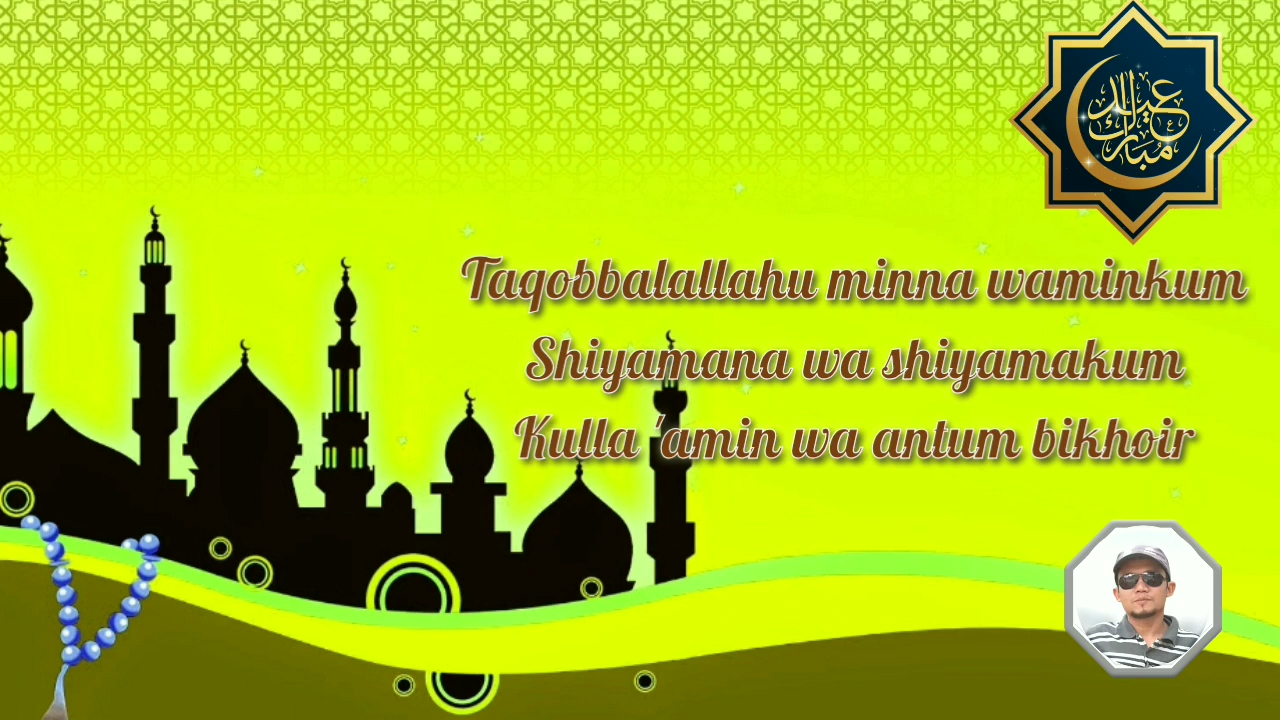 عيد مبارك
Taqobbalallahu minna waminkum
Shiyamana wa shiyamakum
Kulla 'amin wa antum bikhoir